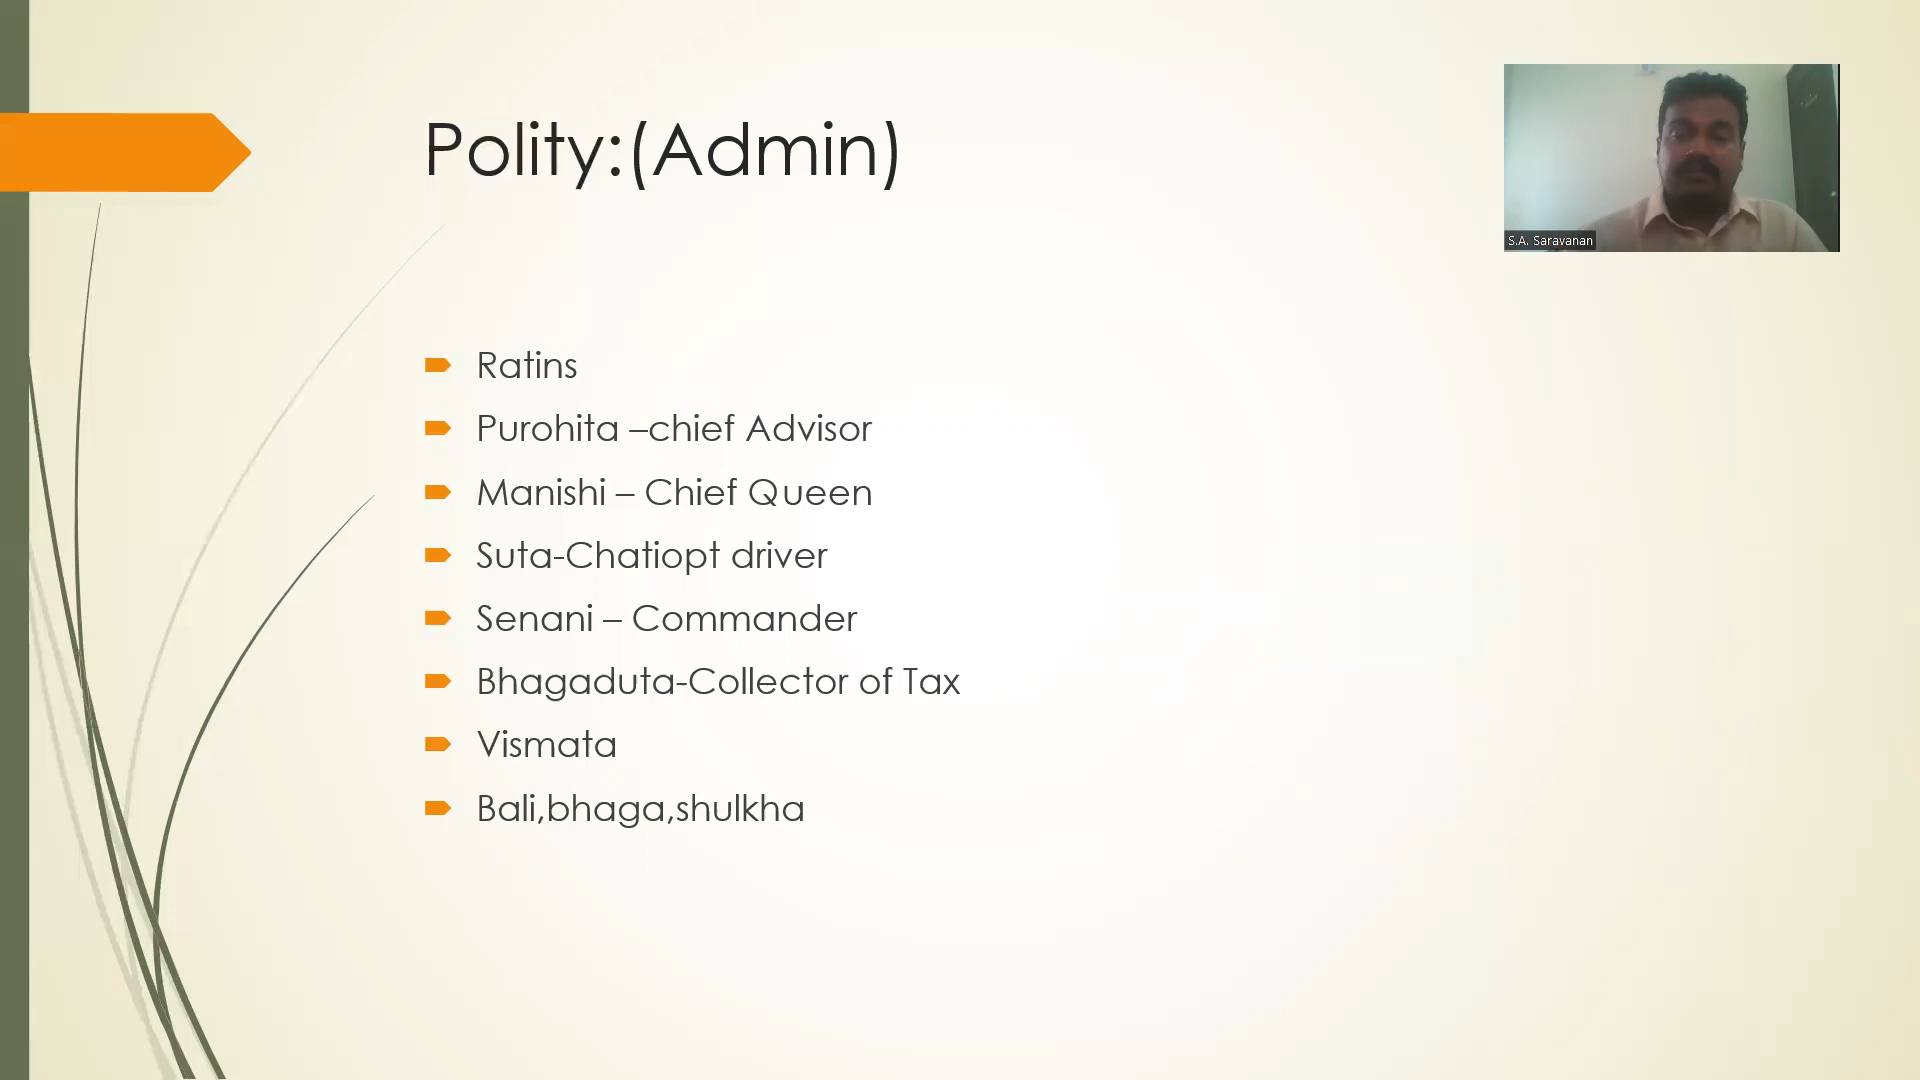 Polity:(Admin)
S.A. Saravanan
Ratins
Purohita –chief Advisor
Manishi – Chief Queen
Suta-Chatiopt driver
Senani – Commander
Bhagaduta-Collector of Tax
Vismata
Bali,bhaga,shulkha